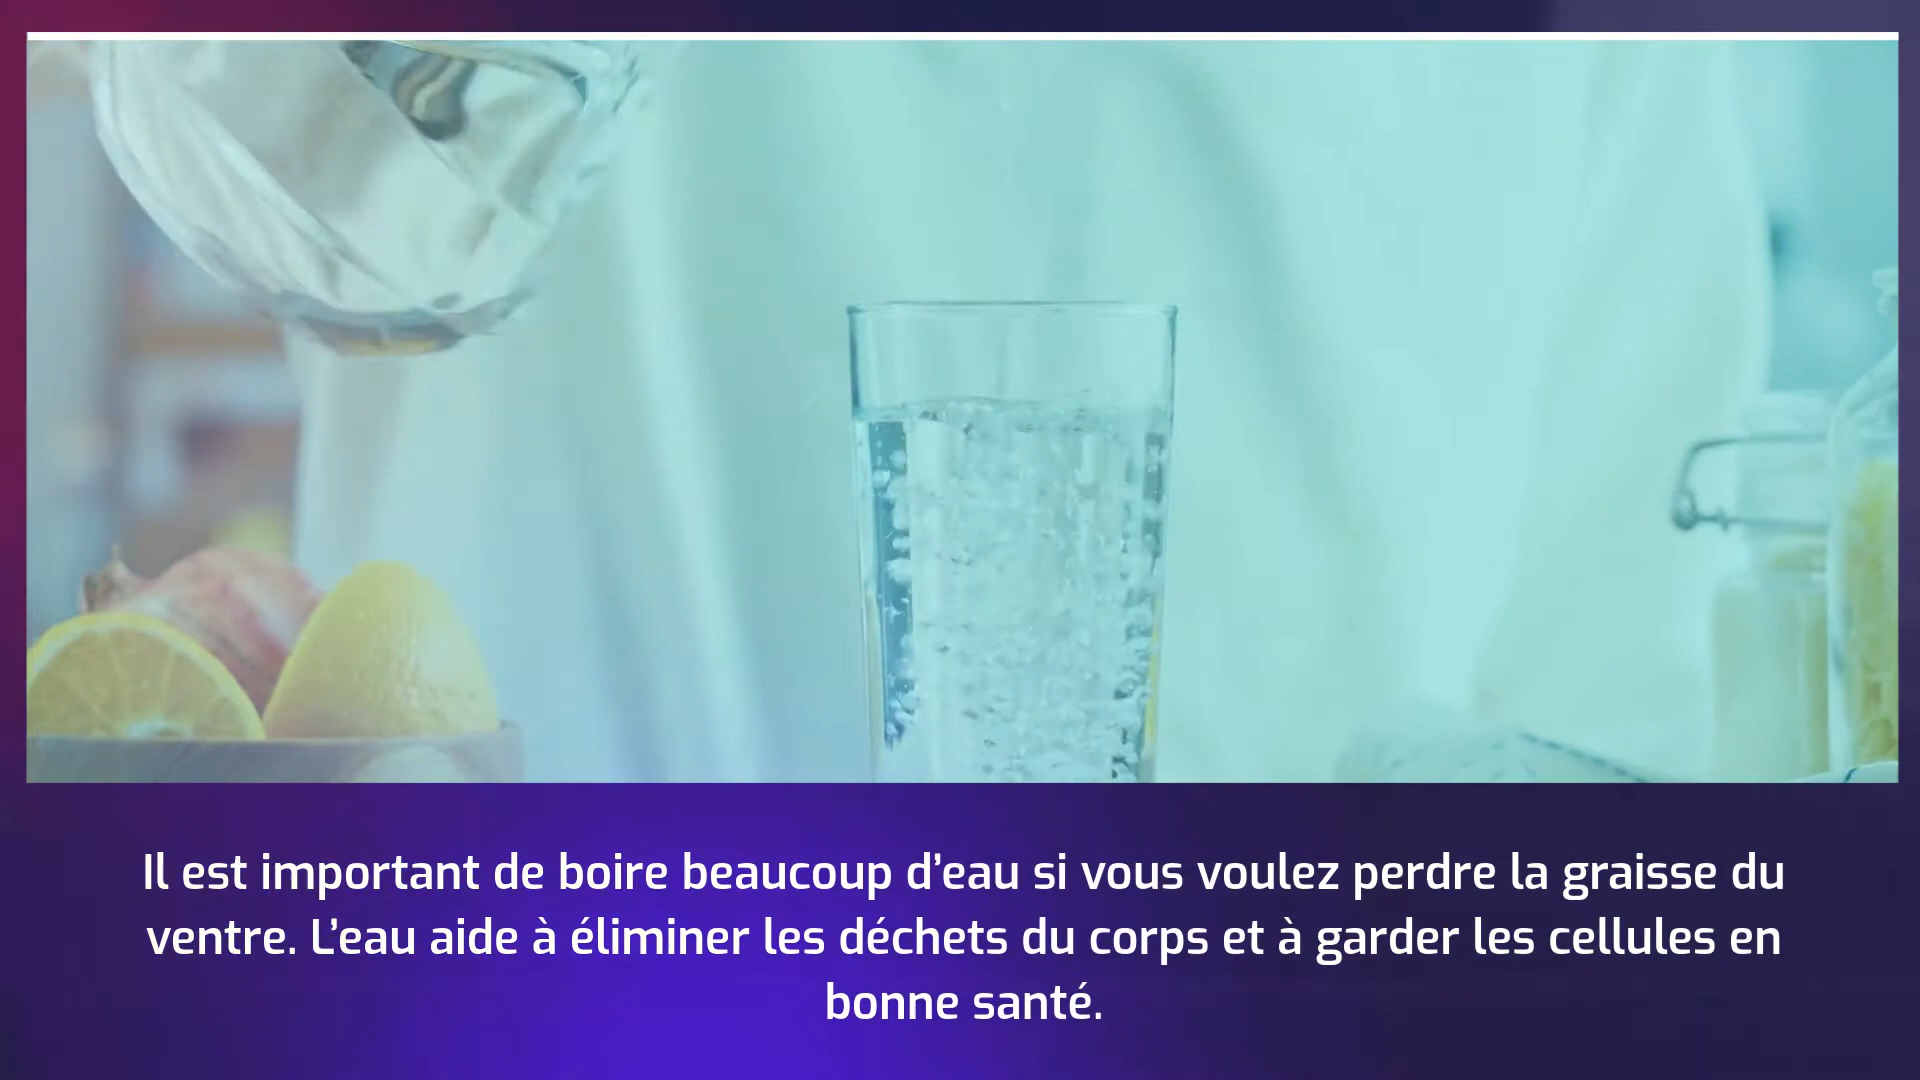 Il est important de boire beaucoup d’eau si vous voulez perdre la graisse du
ventre. L’eau aide à éliminer les déchets du corps et à garder les cellules en
bonne santé.